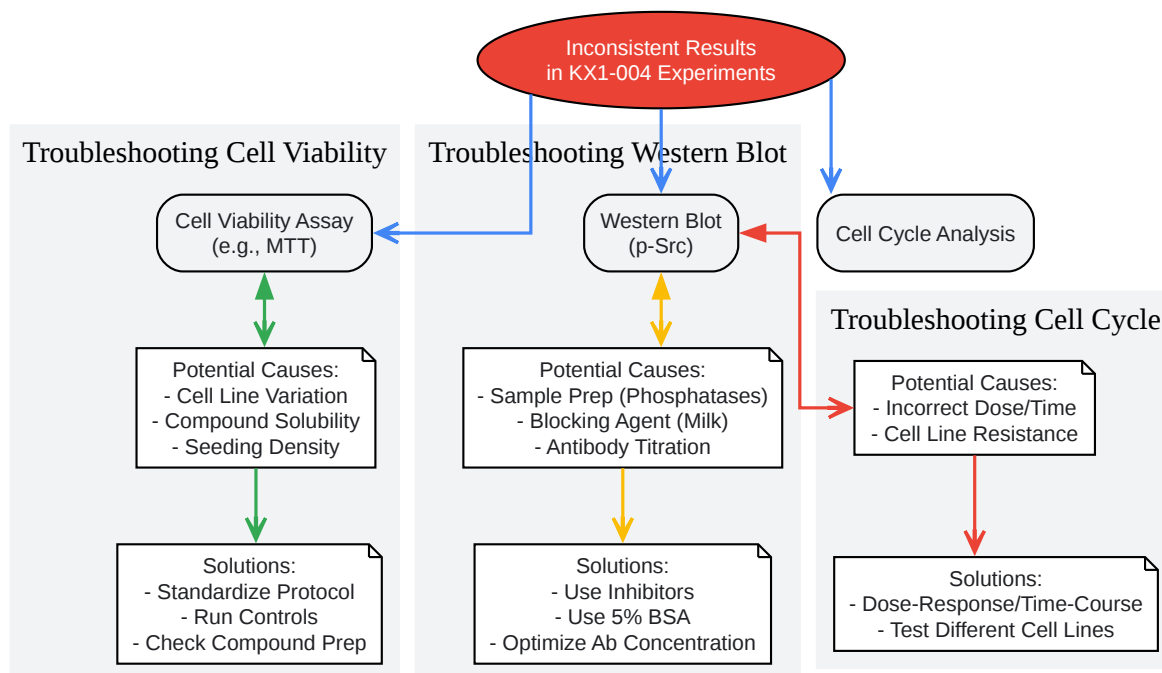 Inconsistent Results
in KX1-004 Experiments
Troubleshooting Cell Viability
Cell Viability Assay
(e.g., MTT)
Potential Causes:
- Cell Line Variation
- Compound Solubility
- Seeding Density
Solutions:
- Standardize Protocol
- Run Controls
- Check Compound Prep
Troubleshooting Western Blot
Western Blot
(p-Src)
Potential Causes:
- Sample Prep (Phosphatases)
- Blocking Agent (Milk)
- Antibody Titration
Solutions:
- Use Inhibitors
- Use 5% BSA
- Optimize Ab Concentration
Cell Cycle Analysis
Troubleshooting Cell Cycle
Potential Causes:
- Incorrect Dose/Time
- Cell Line Resistance
Solutions:
- Dose-Response/Time-Course
- Test Different Cell Lines